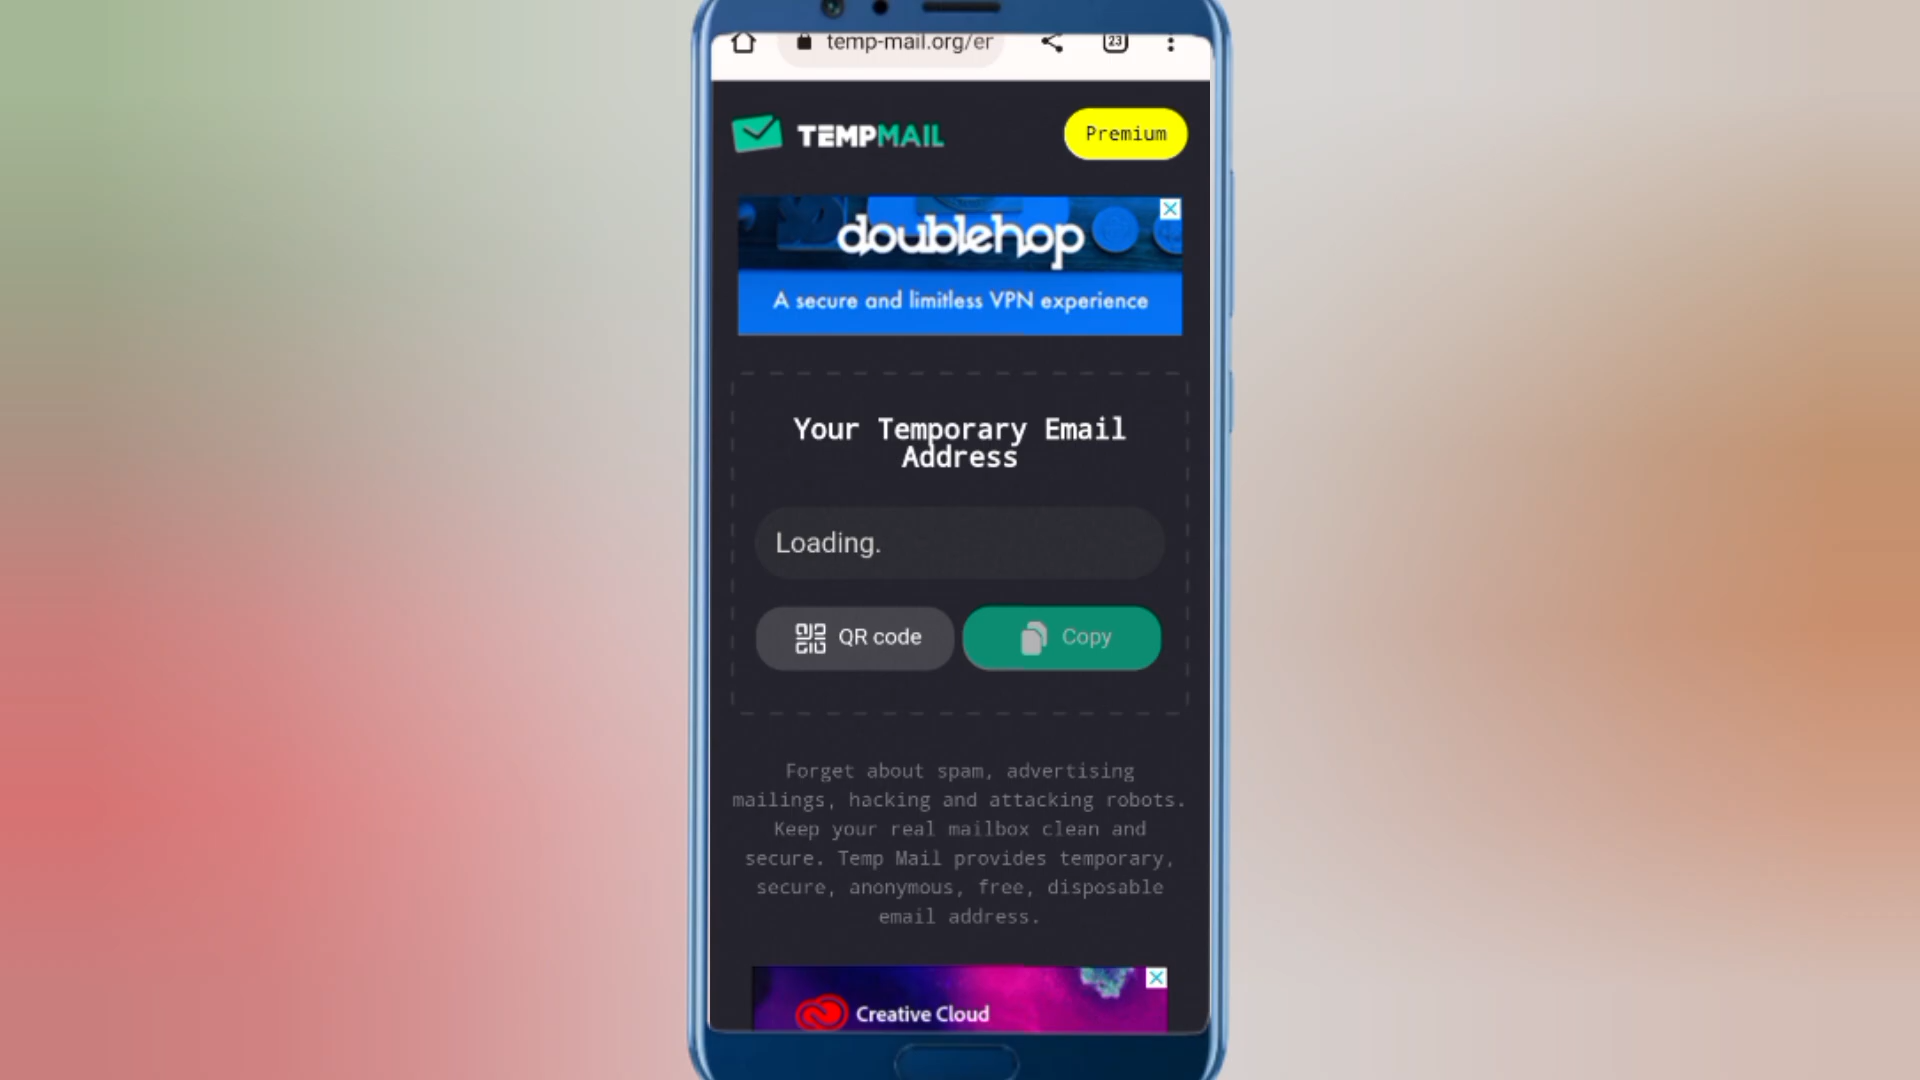 temp-mail.org/er
23
TEMPMAIL
Premium
doublehop
A secure and limitless VPN experience
Your Temporary Email
Address
Loading.
QR code
Copy
Forget about spam, advertising
mailings, hacking and attacking robots.
Keep your real mailbox clean and
secure. Temp Mail provides temporary,
secure, anonymous, free, disposable
email address.
Creative Cloud